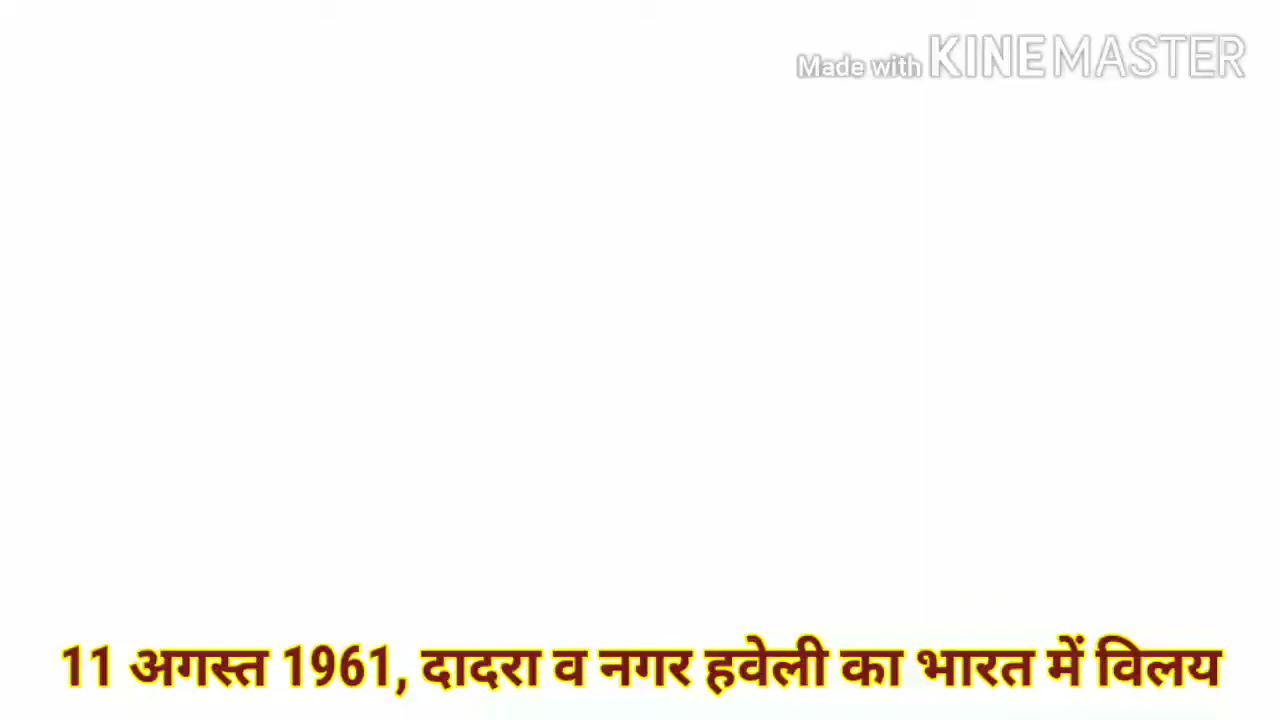 Made with KINEMASTER
11 अगस्त 1961, दादरा व नगर हवेली का भारत में विलय